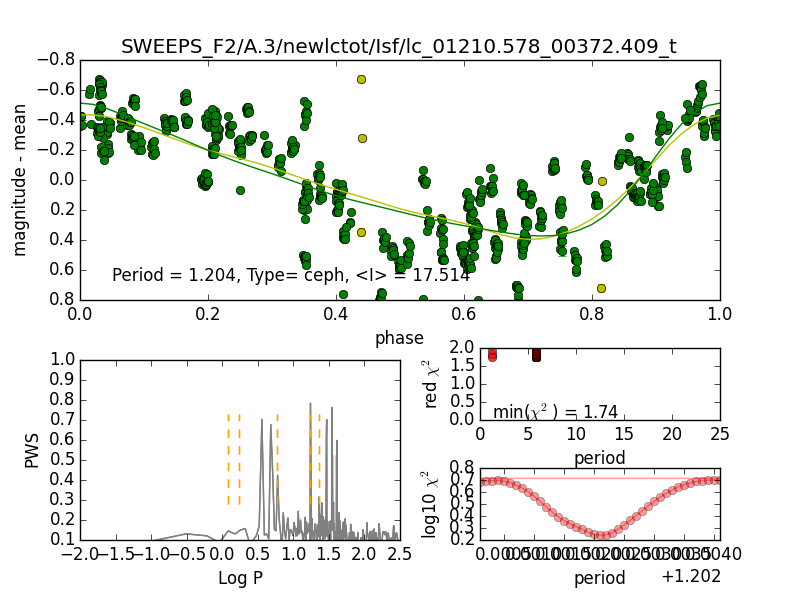 SWEEPS_F2/A.3/newlctot/Isf/lc_01210.578_00372.409_t
magnitude - mean
−0.8
−0.6
−0.4
−0.2
0.0
0.2
0.4
0.6
0.8
Period = 1.204, Type= ceph, <I> = 17.514
0.0 0.2 0.4 0.6 0.8 1.0
phase
PWS
1.0
0.9
0.8
0.7
0.6
0.5
0.4
0.3
0.2
0.1
−2.0 −1.5 −1.0 −0.5 0.0 0.5 1.0 1.5 2.0 2.5
Log P
red χ²
2.0
1.5
1.0
0.5
0.0
min(χ² ) = 1.74
0 5 10 15 20 25
period
log10 χ²
0.8
0.7
0.6
0.5
0.4
0.3
0.2
period
+1.202